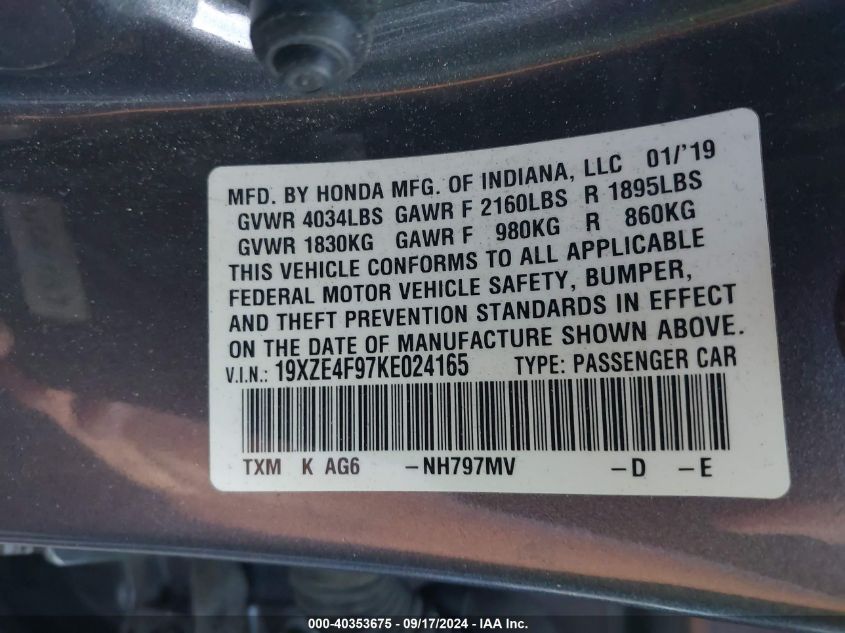 MFD. BY HONDA MFG. OF INDIANA, LLC 01/'19
GVWR 4034LBS GAWR F 2160LBS R 1895LBS
GVWR 1830KG GAWR F 980KG R 860KG
THIS VEHICLE CONFORMS TO ALL APPLICABLE
FEDERAL MOTOR VEHICLE SAFETY, BUMPER,
AND THEFT PREVENTION STANDARDS IN EFFECT
ON THE DATE OF MANUFACTURE SHOWN ABOVE.
V.I.N.: 19XZE4F97KE024165 TYPE: PASSENGER CAR
TXM K AG6 –NH797MV –D –E
000-40353675 - 09/17/2024 - IAA Inc.